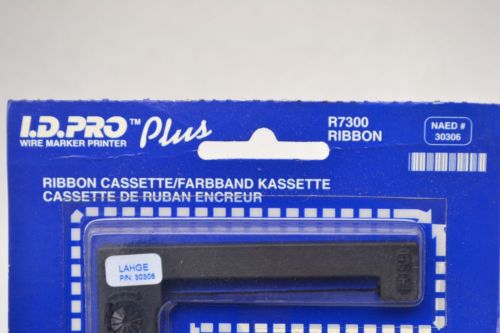 I.D.PRO™ Plus
WIRE MARKER PRINTER
R7300
RIBBON
NAED #
30306
RIBBON CASSETTE/FARBBAND KASSETTE
CASSETTE DE RUBAN ENCREUR
LAHGE
P/N: 30306